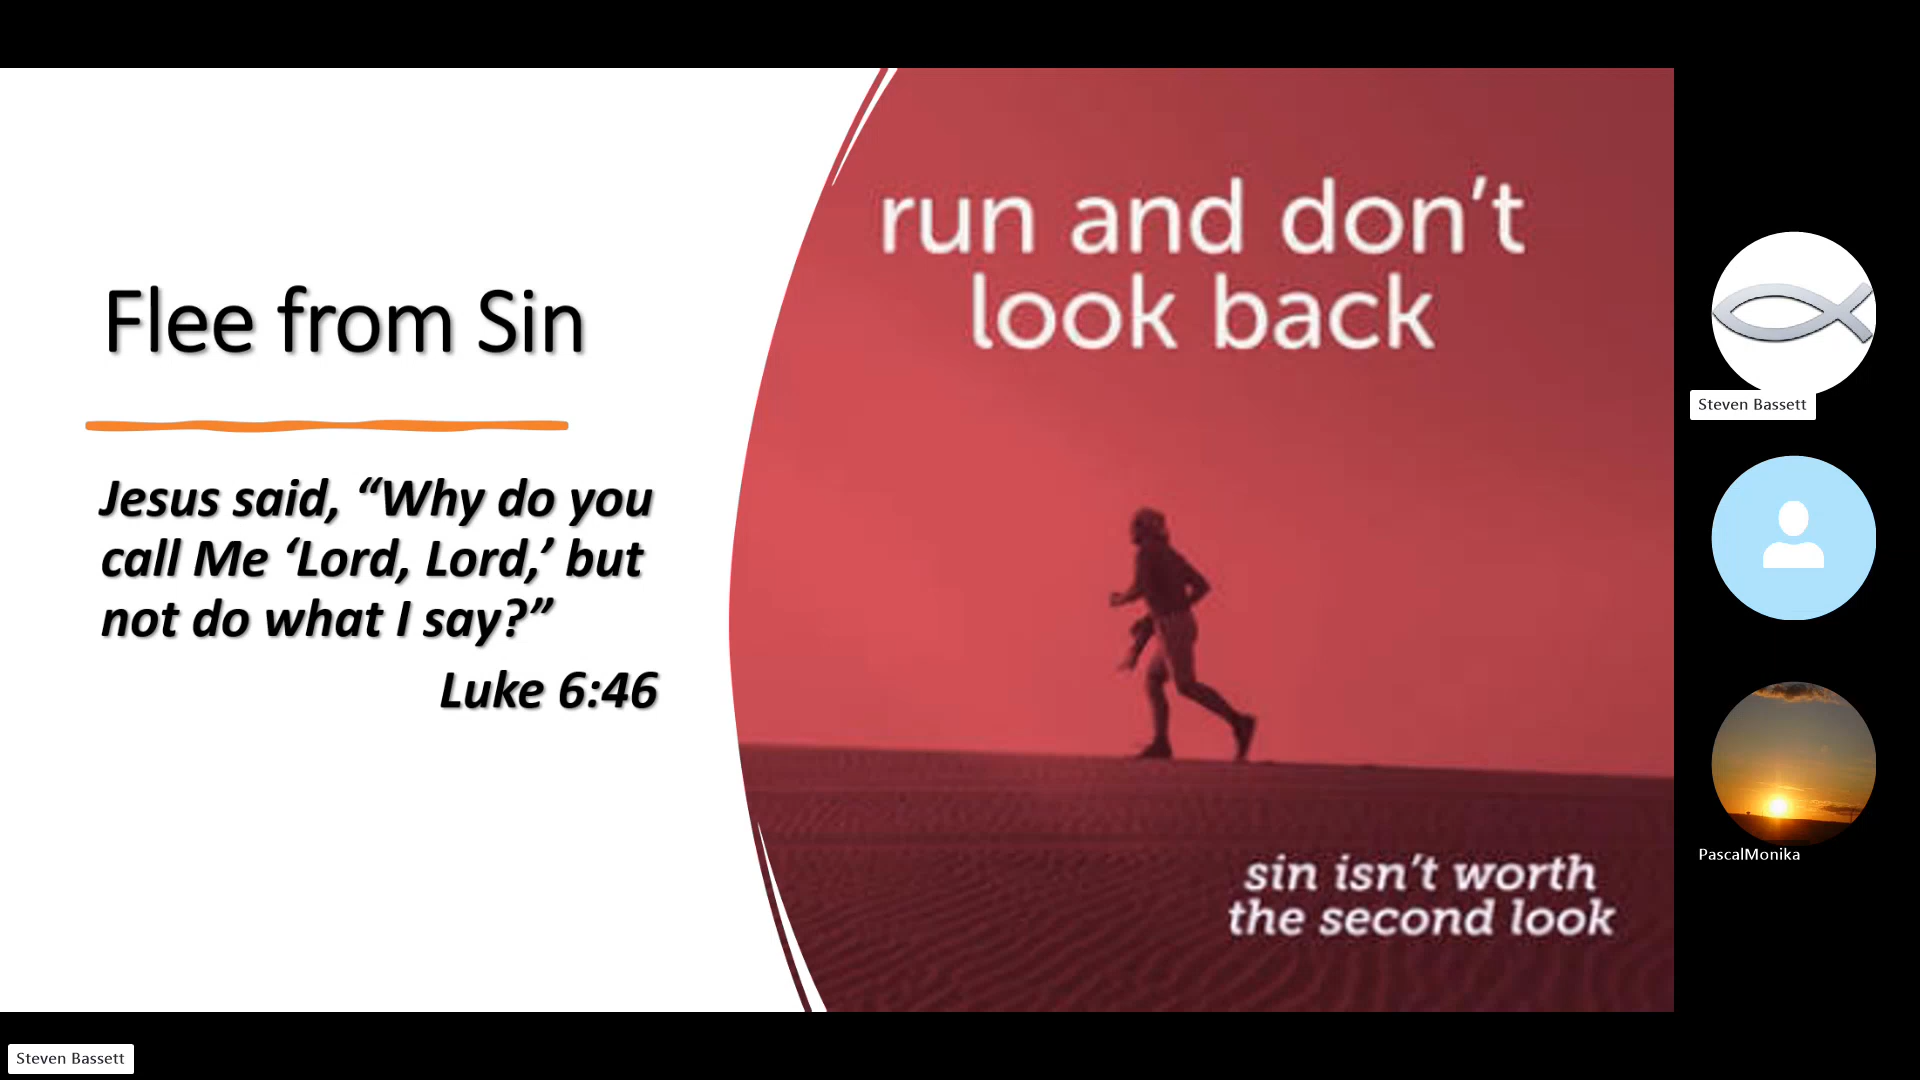 Flee from Sin
Jesus said, “Why do you
call Me ‘Lord, Lord,’ but
not do what I say?”
Luke 6:46
run and don’t
look back
sin isn’t worth
the second look
Steven Bassett
PascalMonika
Steven Bassett